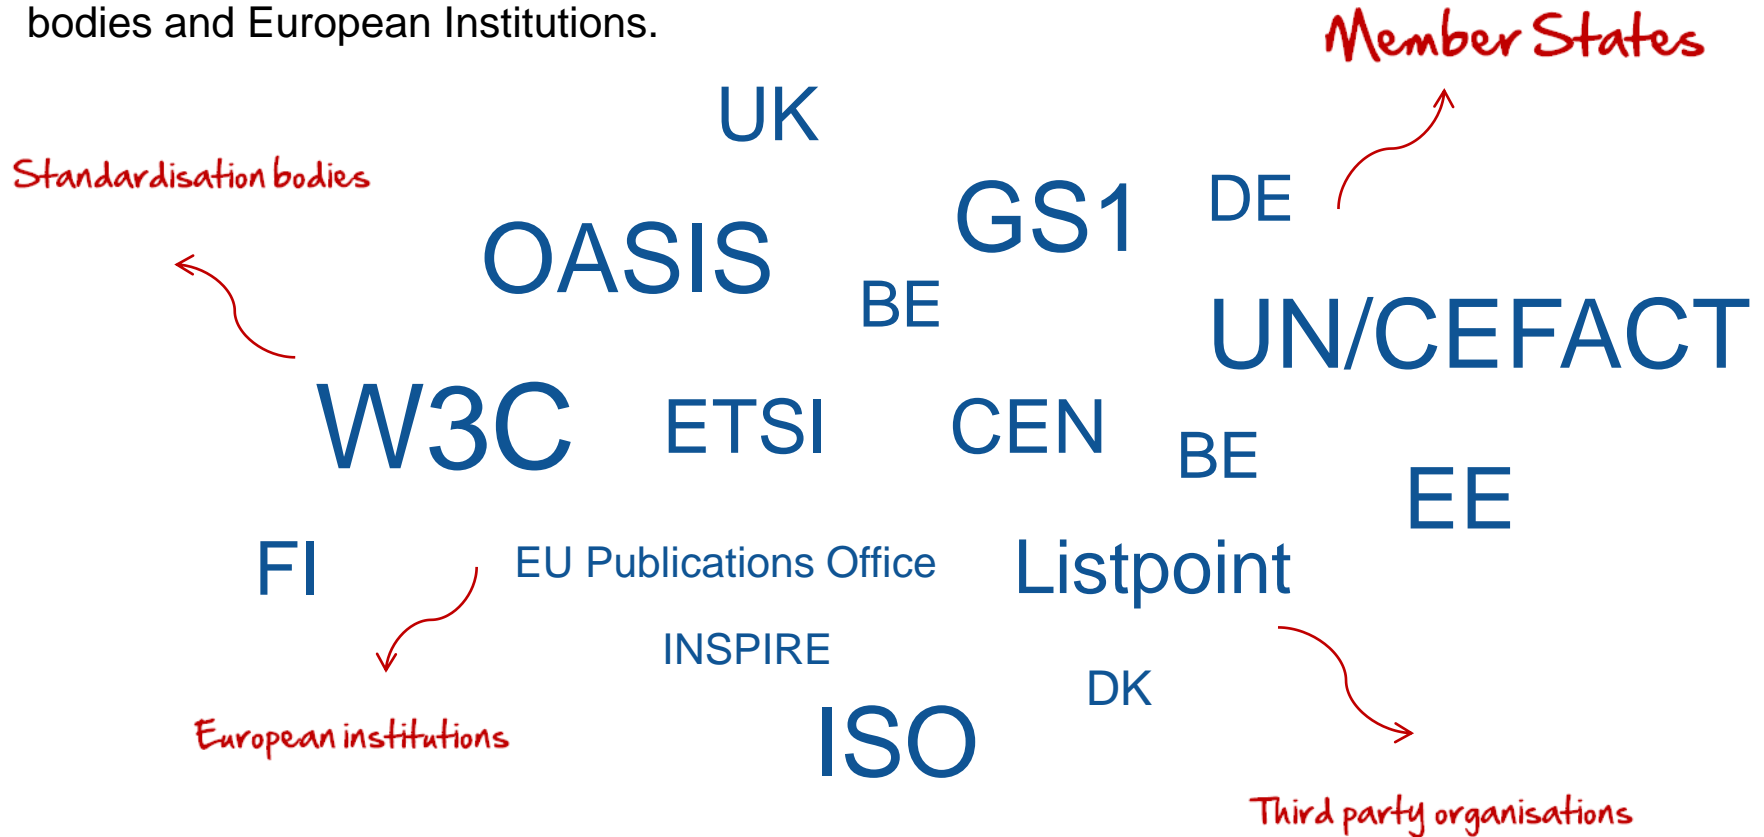 bodies and European Institutions.
Member States
UK
Standardisation bodies
GS1
DE
OASIS
BE
UN/CEFACT
W3C
ETSI
CEN
BE
EE
FI
EU Publications Office
Listpoint
INSPIRE
DK
European institutions
ISO
Third party organisations